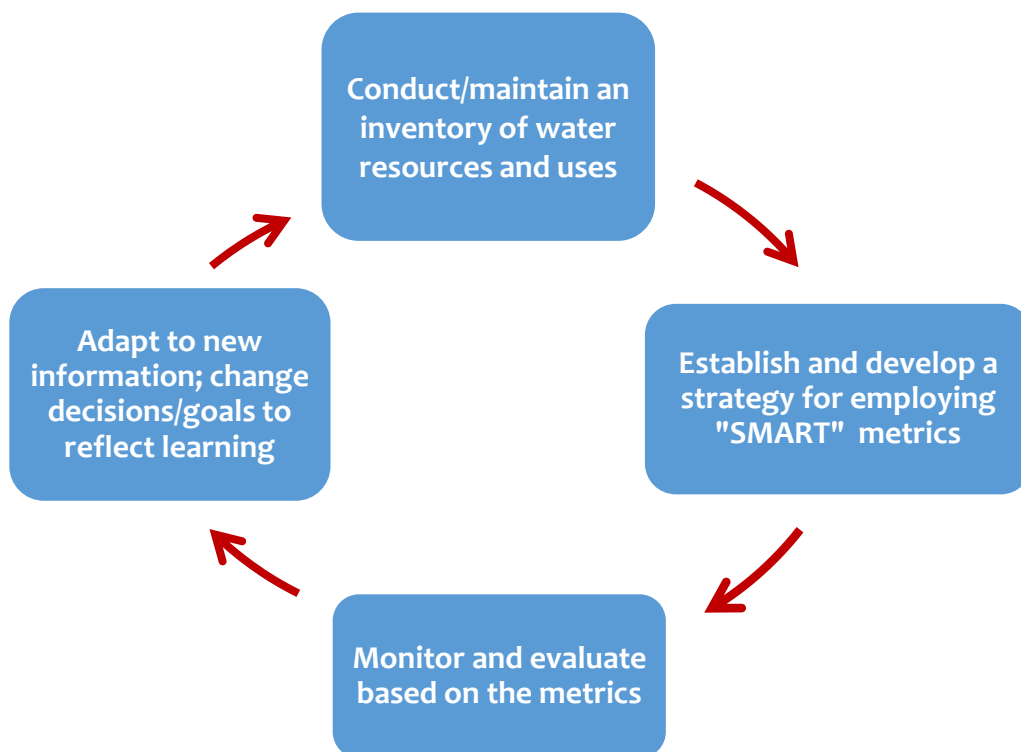 Conduct/maintain an
inventory of water
resources and uses
Establish and develop a
strategy for employing
"SMART"  metrics
Monitor and evaluate
based on the metrics
Adapt to new
information; change
decisions/goals to
reflect learning